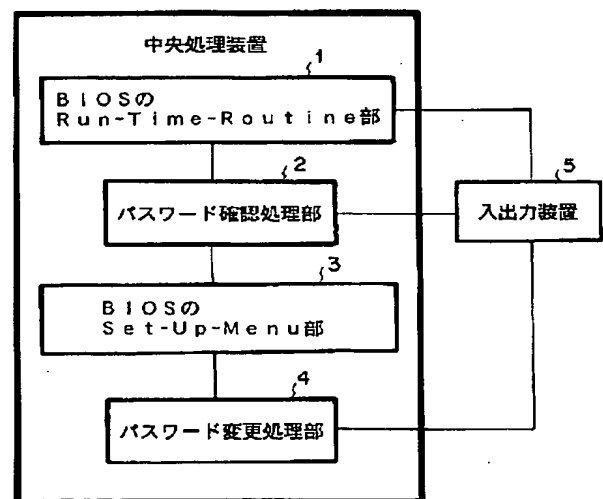 中央処理装置
1
BIOSの
Run-Time-Routine部
2
パスワード確認処理部
5
入出力装置
3
BIOSの
Set-Up-Menu部
4
パスワード変更処理部